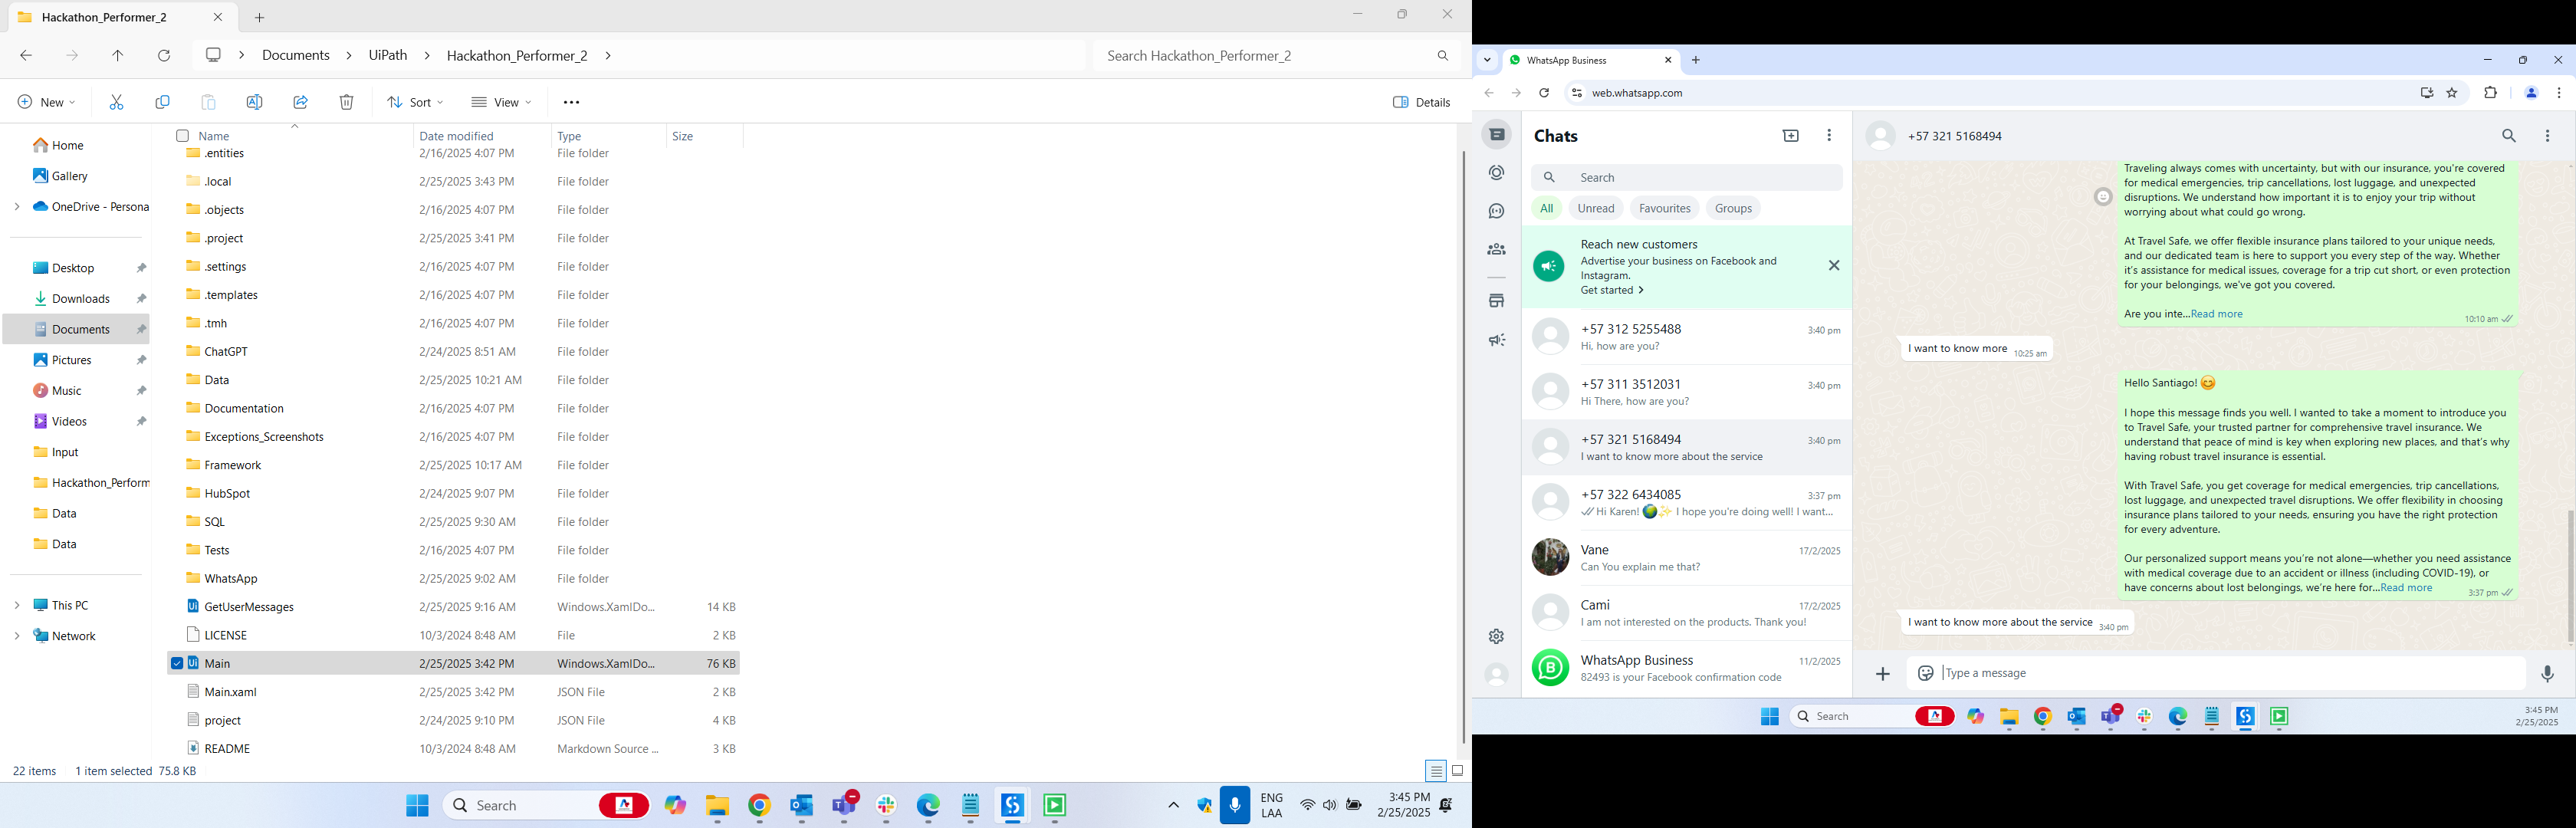 Hackathon_Performer_2
Documents
UiPath
Hackathon_Performer_2
Search Hackathon_Performer_2
New
Sort
View
Details
Home
Gallery
OneDrive - Persona
Desktop
Downloads
Documents
Pictures
Music
Videos
Input
Hackathon_Perform
Data
Data
This PC
Network
Name Date modified Type Size
.entities 2/16/2025 4:07 PM File folder
.local 2/25/2025 3:43 PM File folder
.objects 2/16/2025 4:07 PM File folder
.project 2/25/2025 3:41 PM File folder
.settings 2/16/2025 4:07 PM File folder
.templates 2/16/2025 4:07 PM File folder
.tmh 2/16/2025 4:07 PM File folder
ChatGPT 2/24/2025 8:51 AM File folder
Data 2/25/2025 10:21 AM File folder
Documentation 2/16/2025 4:07 PM File folder
Exceptions_Screenshots 2/16/2025 4:07 PM File folder
Framework 2/25/2025 10:17 AM File folder
HubSpot 2/24/2025 9:07 PM File folder
SQL 2/25/2025 9:30 AM File folder
Tests 2/16/2025 4:07 PM File folder
WhatsApp 2/25/2025 9:02 AM File folder
GetUserMessages 2/25/2025 9:16 AM Windows.XamlDo... 14 KB
LICENSE 10/3/2024 8:48 AM File 2 KB
Main 2/25/2025 3:42 PM Windows.XamlDo... 76 KB
Main.xaml 2/25/2025 3:42 PM JSON File 2 KB
project 2/24/2025 9:10 PM JSON File 4 KB
README 10/3/2024 8:48 AM Markdown Source ... 3 KB
22 items 1 item selected 75.8 KB
Search
ENG
LAA
3:45 PM
2/25/2025
WhatsApp Business
web.whatsapp.com
Chats
Search
All Unread Favourites Groups
Reach new customers
Advertise your business on Facebook and
Instagram.
Get started
+57 312 5255488 3:40 pm
Hi, how are you?
+57 311 3512031 3:40 pm
Hi There, how are you?
+57 321 5168494 3:40 pm
I want to know more about the service
+57 322 6434085 3:37 pm
Hi Karen! 🌍✨ I hope you're doing well! I want...
Vane 17/2/2025
Can You explain me that?
Cami 17/2/2025
I am not interested on the products. Thank you!
WhatsApp Business 11/2/2025
82493 is your Facebook confirmation code
+57 321 5168494
Traveling always comes with uncertainty, but with our insurance, you're covered
for medical emergencies, trip cancellations, lost luggage, and unexpected
disruptions. We understand how important it is to enjoy your trip without
worrying about what could go wrong.
At Travel Safe, we offer flexible insurance plans tailored to your unique needs,
and our dedicated team is here to support you every step of the way. Whether
it's assistance for medical issues, coverage for a trip cut short, or even protection
for your belongings, we've got you covered.
Are you inte...Read more
10:10 am
I want to know more 10:25 am
Hello Santiago! 😊
I hope this message finds you well. I wanted to take a moment to introduce you
to Travel Safe, your trusted partner for comprehensive travel insurance. We
understand that peace of mind is key when exploring new places, and that's why
having robust travel insurance is essential.
With Travel Safe, you get coverage for medical emergencies, trip cancellations,
lost luggage, and unexpected travel disruptions. We offer flexibility in choosing
insurance plans tailored to your needs, ensuring you have the right protection
for every adventure.
Our personalized support means you're not alone—whether you need assistance
with medical coverage due to an accident or illness (including COVID-19), or
have concerns about lost belongings, we're here for...Read more
3:37 pm
I want to know more about the service 3:40 pm
Type a message
Search
3:45 PM
2/25/2025